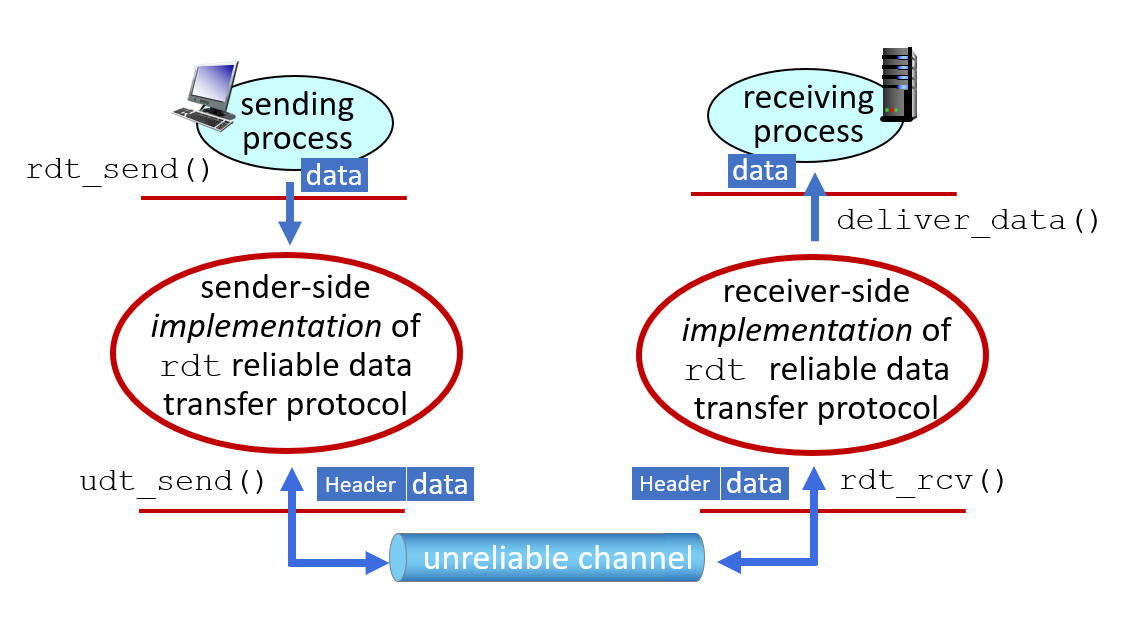 sending
process
rdt_send()
data
sender-side
implementation of
rdt reliable data
transfer protocol
udt_send()
Header data
receiving
process
data
deliver_data()
receiver-side
implementation of
rdt reliable data
transfer protocol
Header data
rdt_rcv()
unreliable channel